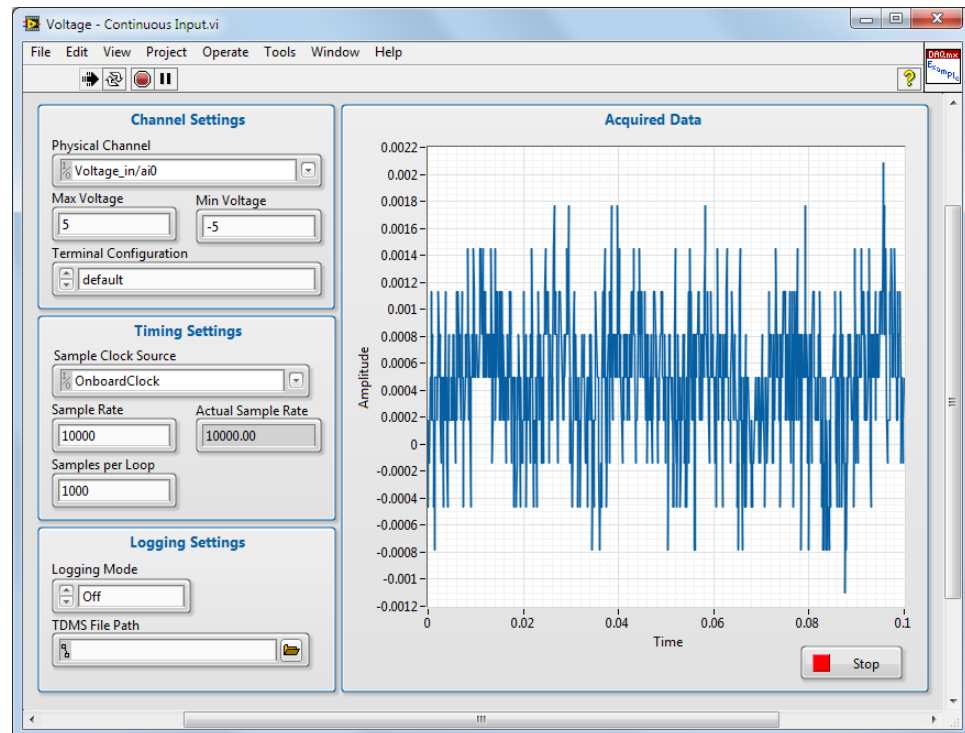 Voltage - Continuous Input.vi
File Edit View Project Operate Tools Window Help
DAQmx
Example
Channel Settings
Physical Channel
Voltage_in/ai0
Max Voltage Min Voltage
5 -5
Terminal Configuration
default
Timing Settings
Sample Clock Source
OnboardClock
Sample Rate Actual Sample Rate
10000 10000.00
Samples per Loop
1000
Logging Settings
Logging Mode
Off
TDMS File Path
Acquired Data
Amplitude
0.0022
0.002
0.0018
0.0016
0.0014
0.0012
0.001
0.0008
0.0006
0.0004
0.0002
0
-0.0002
-0.0004
-0.0006
-0.0008
-0.001
-0.0012
0 0.02 0.04 0.06 0.08 0.1
Time
Stop